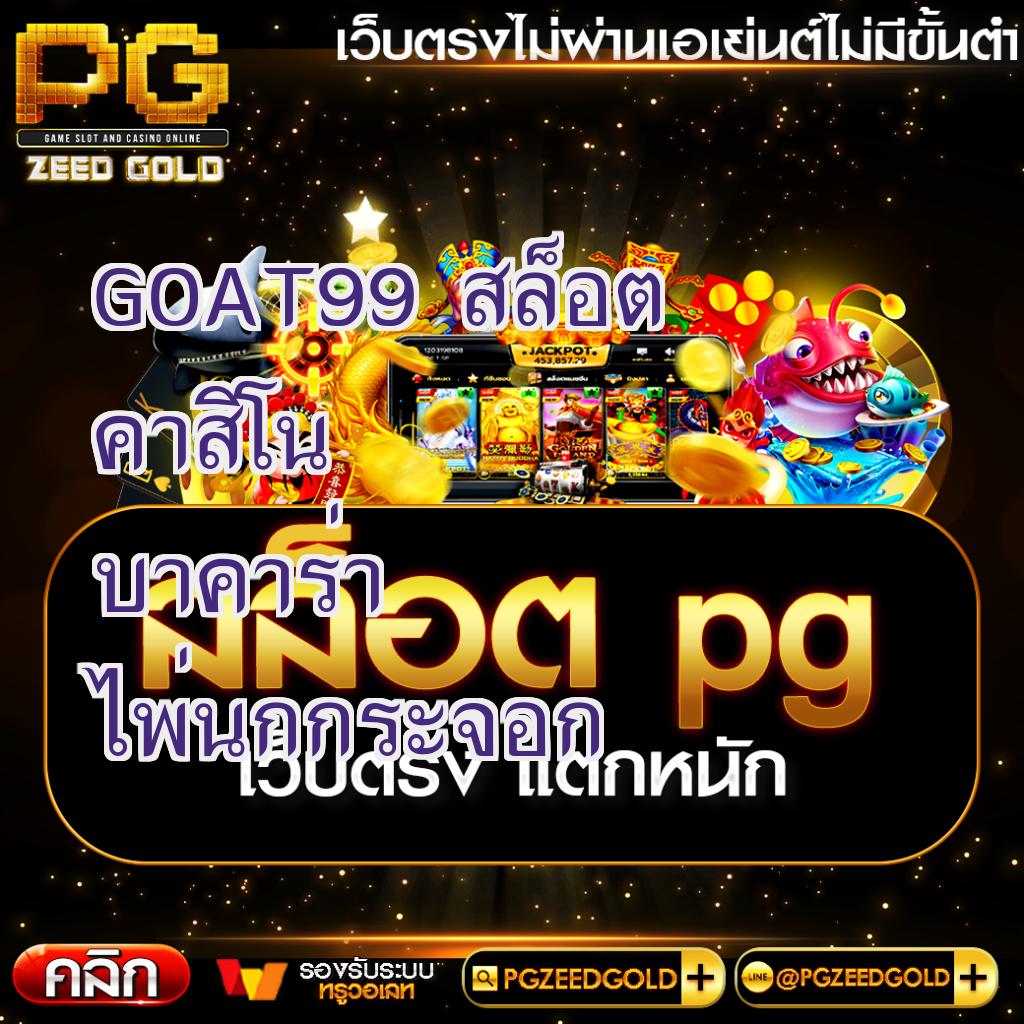 เว็บตรงไม่ผ่านเอเย่นต์ไม่มีขั้นต่ำ
PG
GAME SLOT AND CASINO ONLINE
ZEED GOLD
GOAT99 สล็อต
คาสิโน
บาคาร่า
ไพ่นกกระจอก
1203198108
JACKPOT
453,857.29
สล็อต pg
เว็บตรง แตกหนัก
คลิก
รองรับระบบ
ทรูวอเลท
PGZEEDGOLD
LINE @PGZEEDGOLD